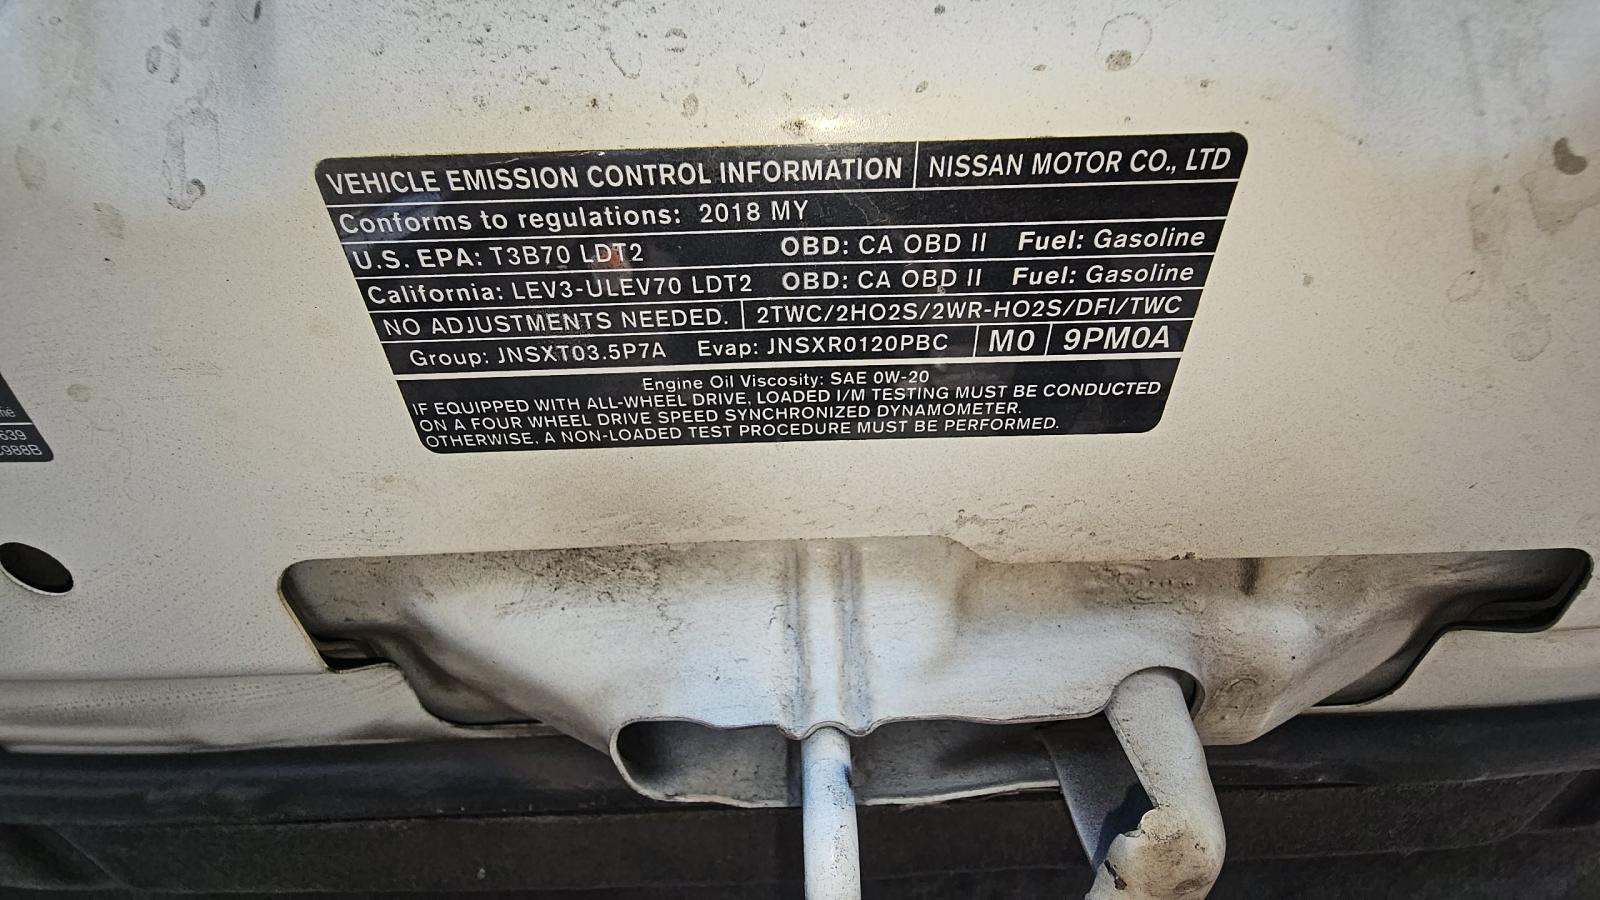 VEHICLE EMISSION CONTROL INFORMATION NISSAN MOTOR CO., LTD
Conforms to regulations: 2018 MY
U.S. EPA: T3B70 LDT2 OBD: CA OBD II Fuel: Gasoline
California: LEV3-ULEV70 LDT2 OBD: CA OBD II Fuel: Gasoline
NO ADJUSTMENTS NEEDED. 2TWC/2HO2S/2WR-HO2S/DFI/TWC
Group: JNSXT03.5P7A Evap: JNSXR0120PBC M0 9PM0A
Engine Oil Viscosity: SAE 0W-20
IF EQUIPPED WITH ALL-WHEEL DRIVE, LOADED I/M TESTING MUST BE CONDUCTED
ON A FOUR WHEEL DRIVE SPEED SYNCHRONIZED DYNAMOMETER.
OTHERWISE, A NON-LOADED TEST PROCEDURE MUST BE PERFORMED.
639
988B